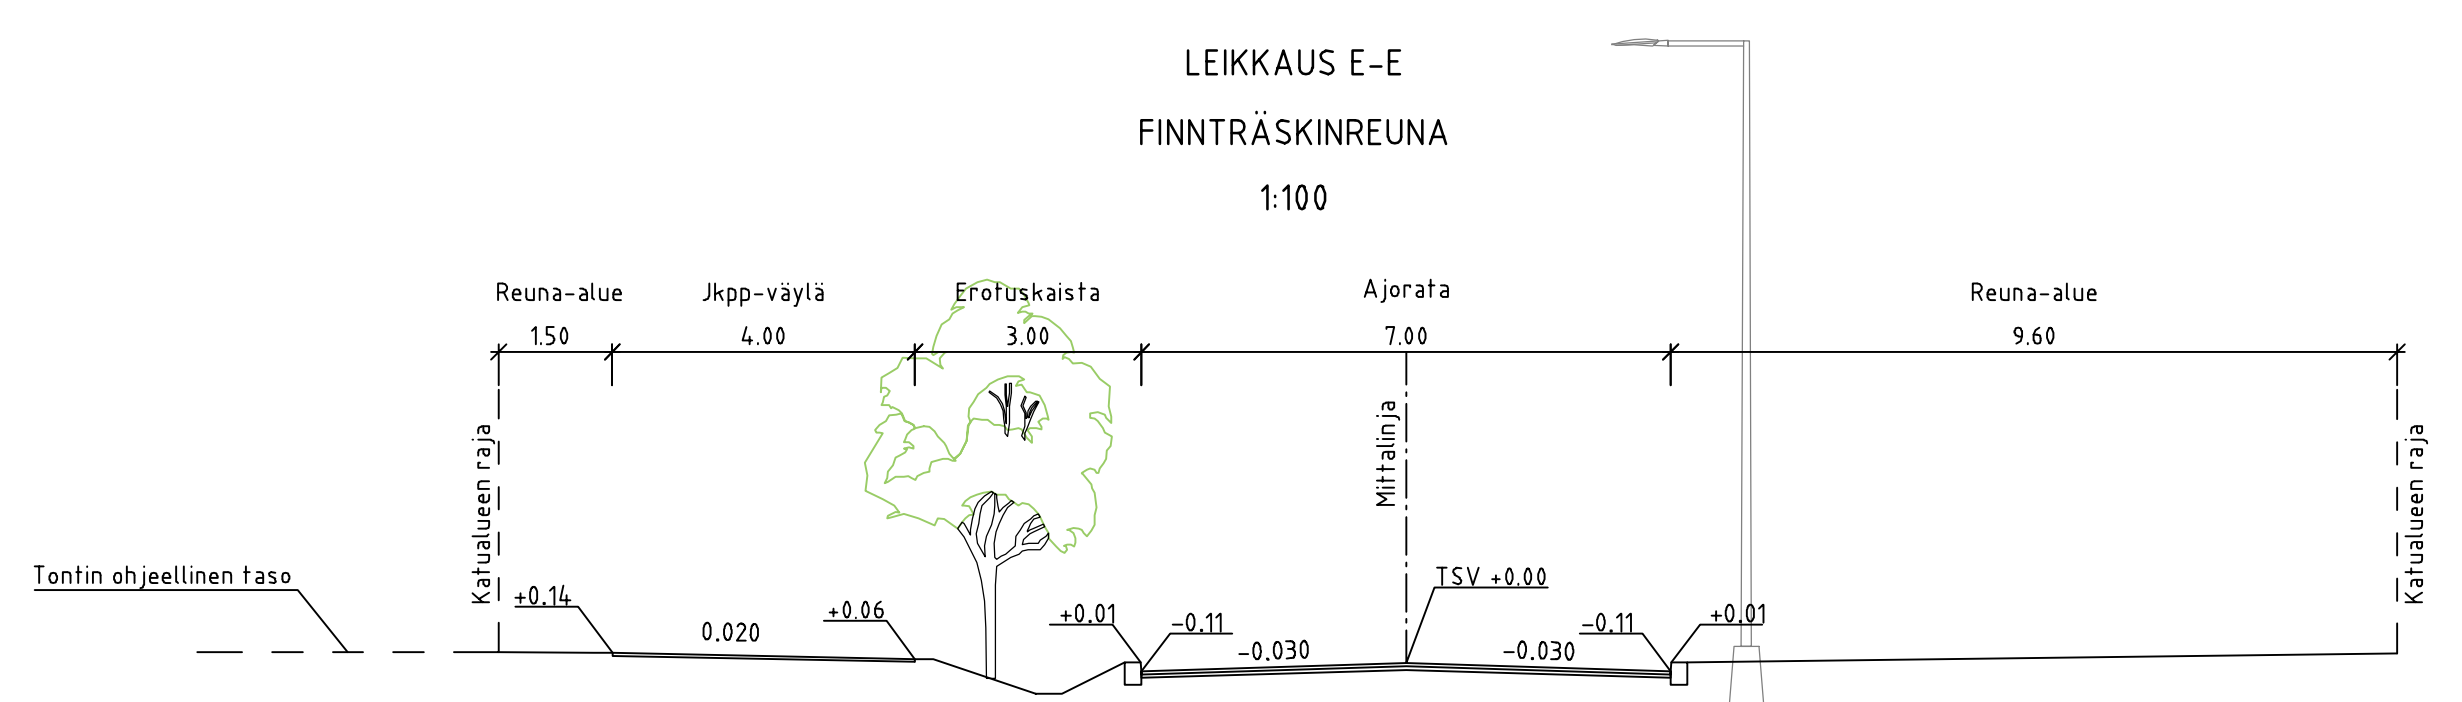 LEIKKAUS E-E
FINNTRÄSKINREUNA
1:100
Reuna-alue
Jkpp-väylä
Erotuskaista
Ajorata
Reuna-alue
1.50
4.00
3.00
7.00
9.60
Katualueen raja
Mittalinja
Katualueen raja
Tontin ohjeellinen taso
+0.14
0.020
+0.06
+0.01
-0.11
-0.030
TSV +0.00
-0.030
-0.11
+0.01